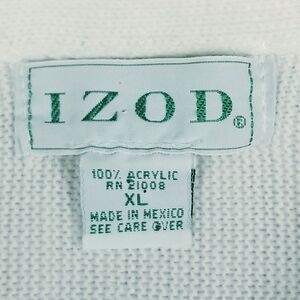 IZOD®
100% ACRYLIC
RN 21008
XL
MADE IN MEXICO
SEE CARE OVER